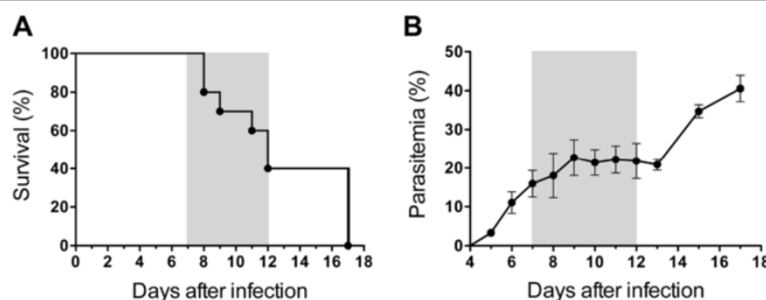 A
B
100
80
60
40
20
0
Survival (%)
0 2 4 6 8 10 12 14 16 18
Days after infection
50
40
30
20
10
0
Parasitemia (%)
4 6 8 10 12 14 16 18
Days after infection